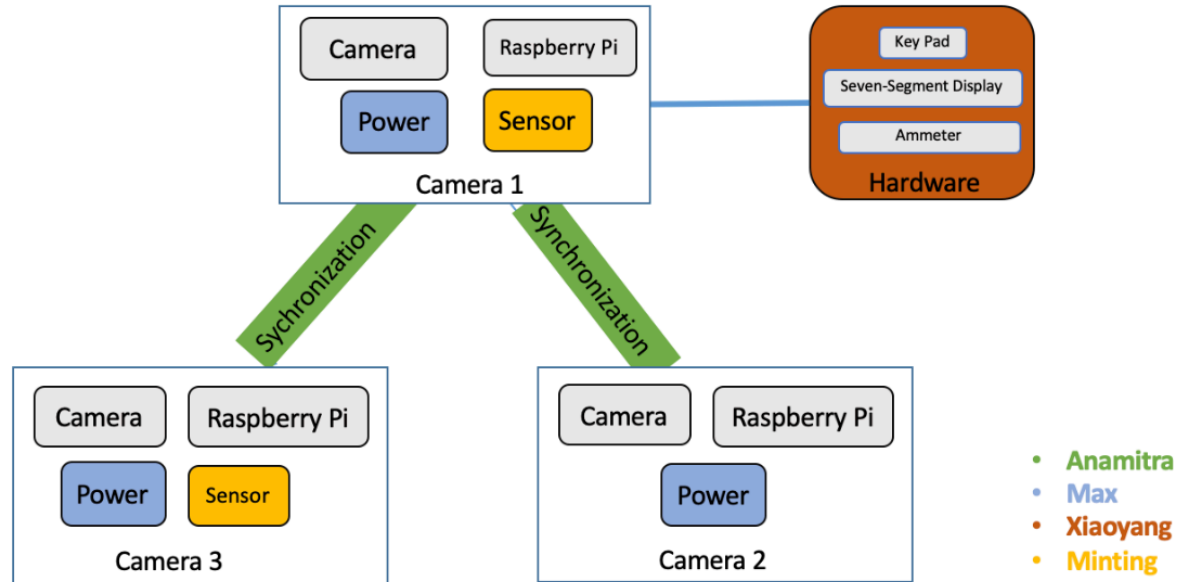 Camera
Raspberry Pi
Power
Sensor
Camera 1
Key Pad
Seven-Segment Display
Ammeter
Hardware
Sychronization
Synchronization
Camera
Raspberry Pi
Power
Sensor
Camera 3
Camera
Raspberry Pi
Power
Camera 2
• Anamitra
• Max
• Xiaoyang
• Minting